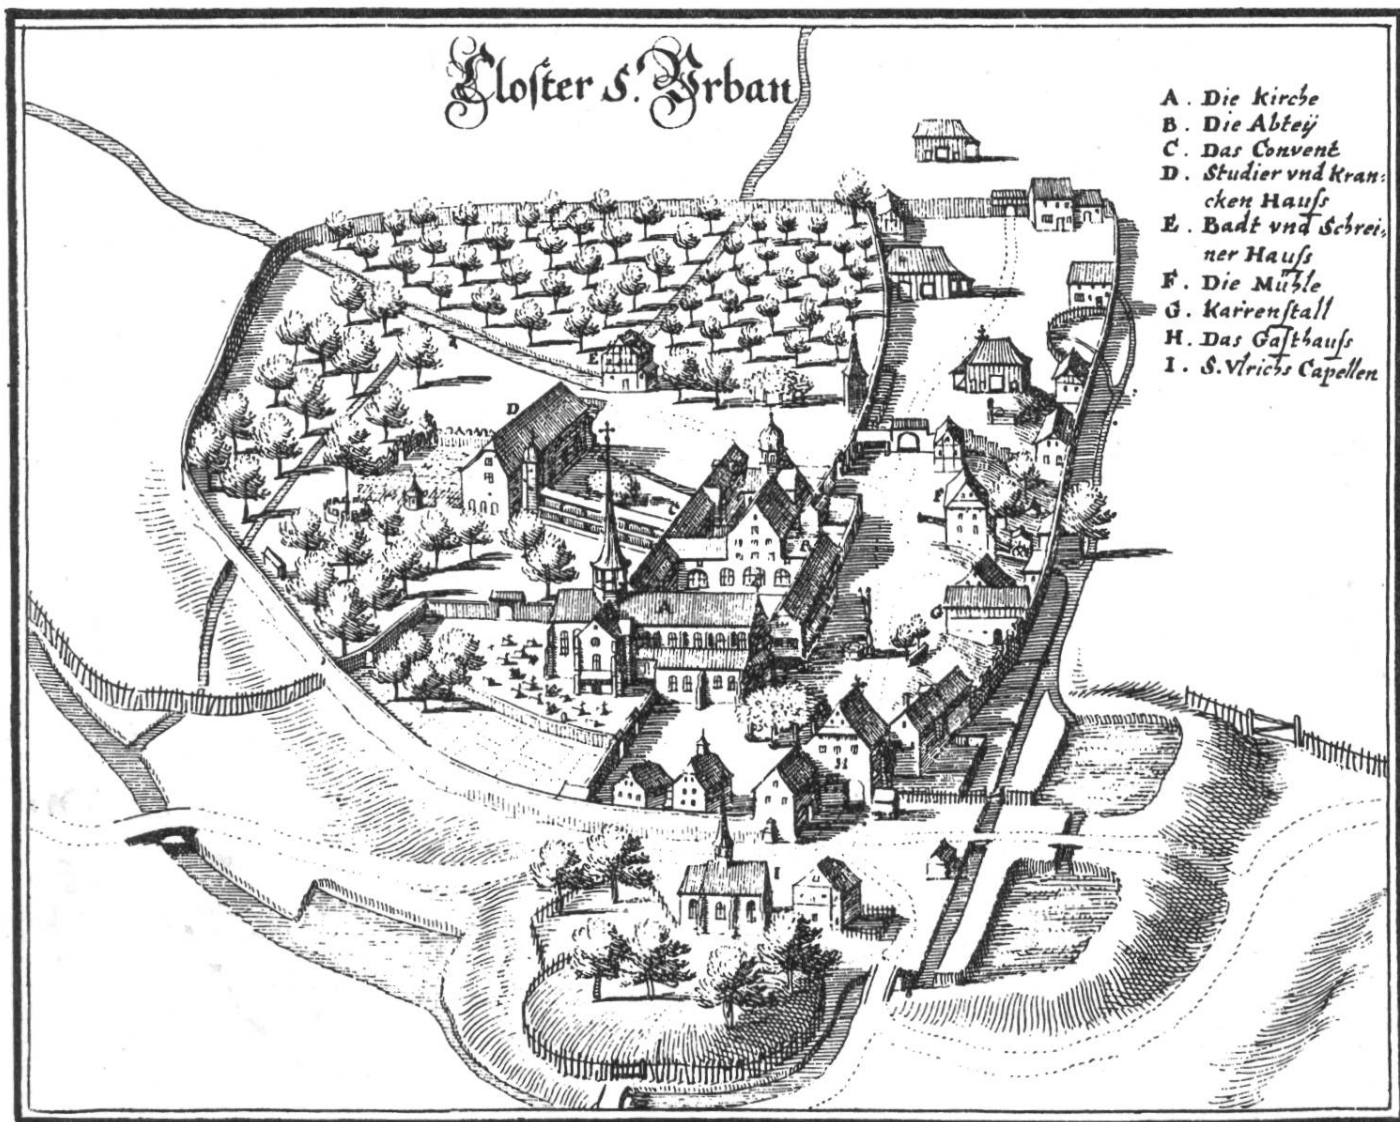 Closter S. Vrban
A. Die Kirche
B. Die Abteÿ
C. Das Convent
D. Studier vnd Kran:
cken Hauſs
E. Badt vnd Schrei:
ner Hauſs
F. Die Mühle
G. Karrenſtall
H. Das Gaſthauſs
I. S. Vlrichs Capellen
E
D
C
B
F
A
G
H
I